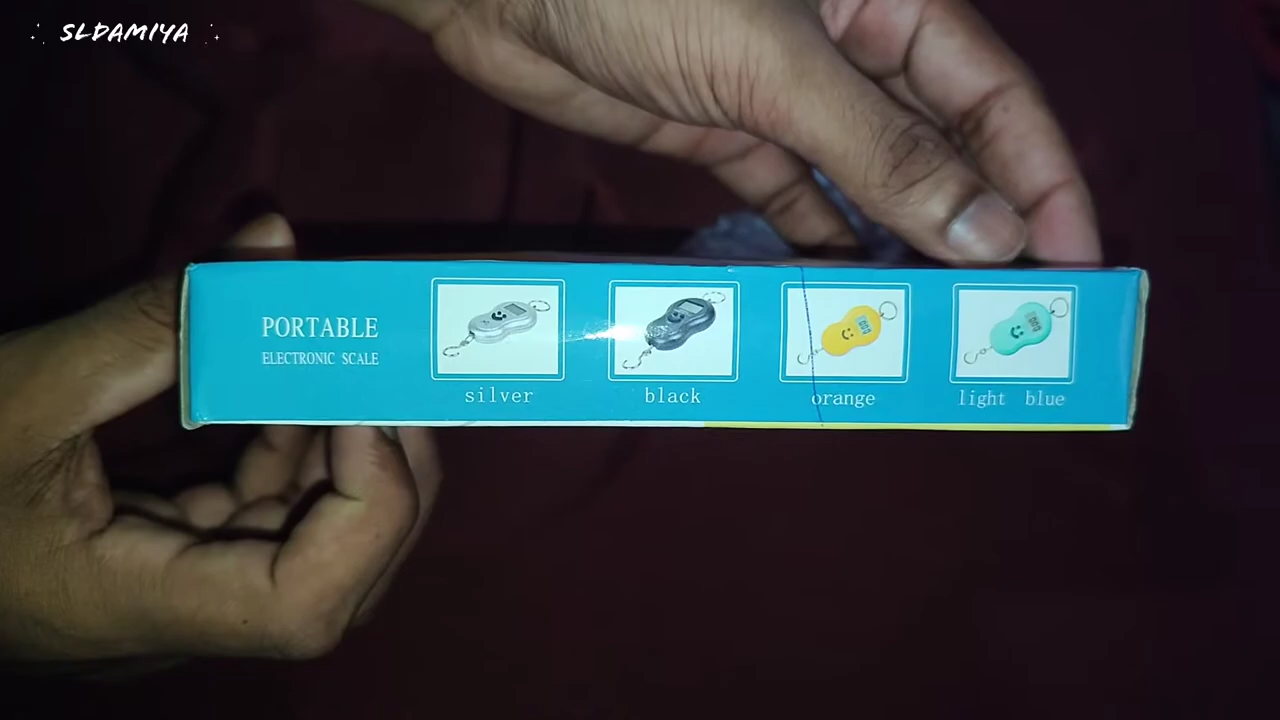 SLDAMIYA
PORTABLE
ELECTRONIC SCALE
silver
black
orange
light blue